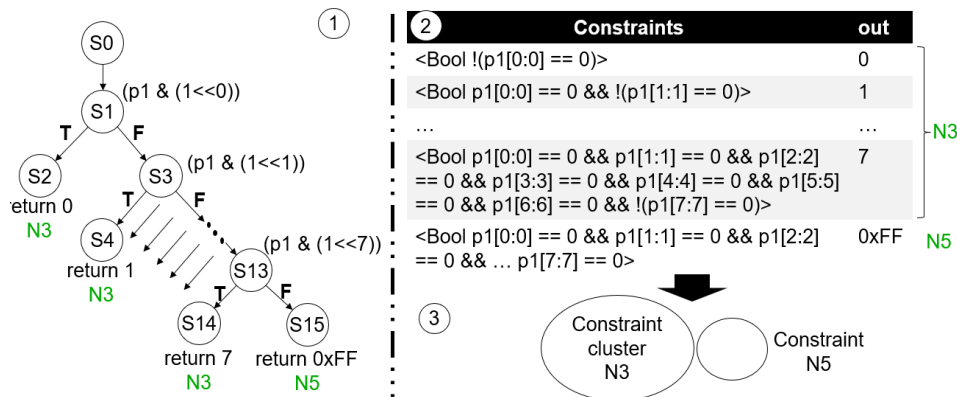 1
S0
S1
(p1 & (1<<0))
T
F
S2
return 0
N3
S3
(p1 & (1<<1))
T
F
S4
return 1
N3
S13
(p1 & (1<<7))
T
F
S14
return 7
N3
S15
return 0xFF
N5
2
Constraints out
<Bool !(p1[0:0] == 0)> 0
<Bool p1[0:0] == 0 && !(p1[1:1] == 0)> 1
… …
<Bool p1[0:0] == 0 && p1[1:1] == 0 && p1[2:2] 7
== 0 && p1[3:3] == 0 && p1[4:4] == 0 && p1[5:5]
== 0 && p1[6:6] == 0 && !(p1[7:7] == 0)>
N3
<Bool p1[0:0] == 0 && p1[1:1] == 0 && p1[2:2] 0xFF N5
== 0 && … p1[7:7] == 0>
3
Constraint
cluster
N3
Constraint
N5